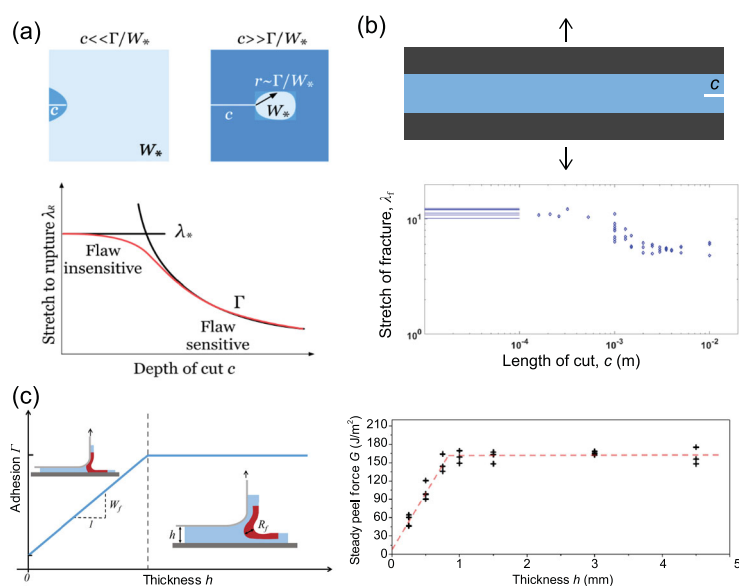 (a)
c<<Γ/W*
c>>Γ/W*
c
W*
r~Γ/W*
c
W*
Stretch to rupture λR
λ*
Flaw
insensitive
Γ
Flaw
sensitive
Depth of cut c
(b)
c
Stretch of fracture, λf
10¹
10⁰
10⁻⁴
10⁻³
10⁻²
Length of cut, c (m)
(c)
Adhesion Γ
Wf
1
h
Rf
0
Thickness h
Steady peel force G (J/m²)
210
180
150
120
90
60
30
0
0
1
2
3
4
5
Thickness h (mm)